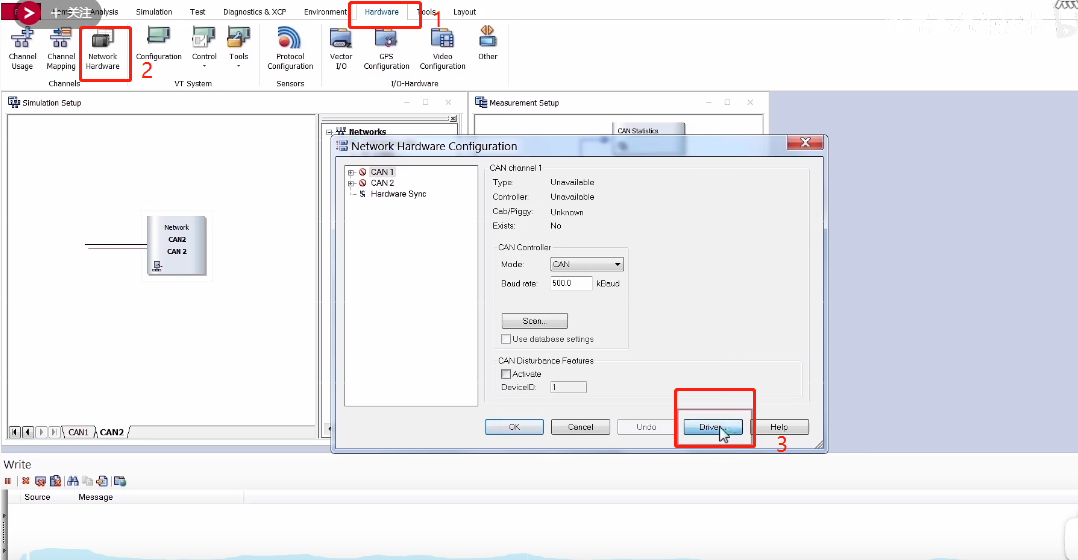 + 关注
Analysis
Simulation
Test
Diagnostics & XCP
Environment
Hardware
Tools
Layout
1
Channel
Usage
Channel
Mapping
Network
Hardware
2
Configuration
Control
Tools
Protocol
Configuration
Vector
I/O
GPS
Configuration
Video
Configuration
Other
Channels
VT System
Sensors
I/O-Hardware
Simulation Setup
Measurement Setup
Networks
CAN Statistics
Network
CAN2
CAN 2
CAN1
CAN2
Network Hardware Configuration
CAN 1
CAN 2
Hardware Sync
CAN channel 1
Type: Unavailable
Controller: Unavailable
Cab/Piggy: Unknown
Exists: No
CAN Controller
Mode: CAN
Baud rate: 500.0 kBaud
Scan...
Use database settings
CAN Disturbance Features
Activate
DeviceID: 1
OK
Cancel
Undo
Driver...
Help
3
Write
Source
Message